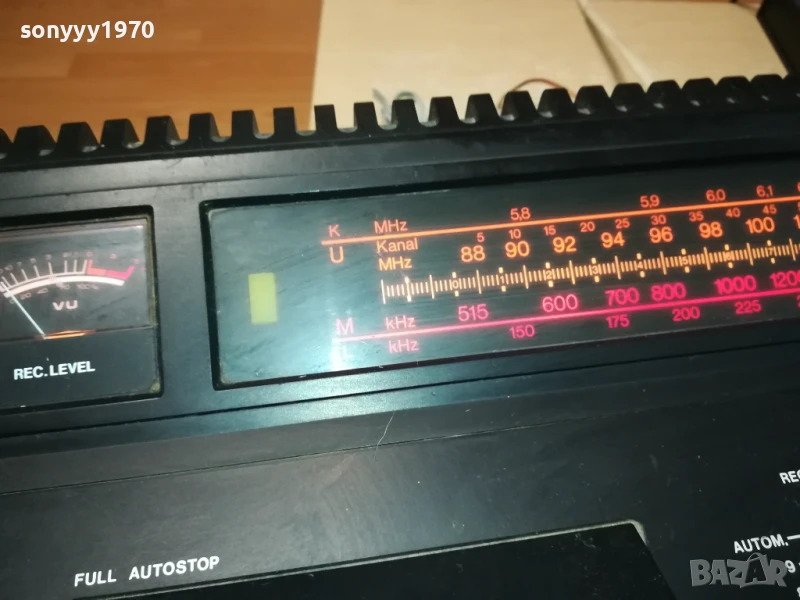 sonyyy1970
K MHz 5,8 5,9 6,0 6,1
U Kanal 5 10 15 20 25 30 35 40 45
MHz 88 90 92 94 96 98 100
M kHz 515 600 700 800 1000 1200
L kHz 150 175 200 225
VU
REC. LEVEL
REC
AUTOM.
FULL AUTOSTOP
BAZAR